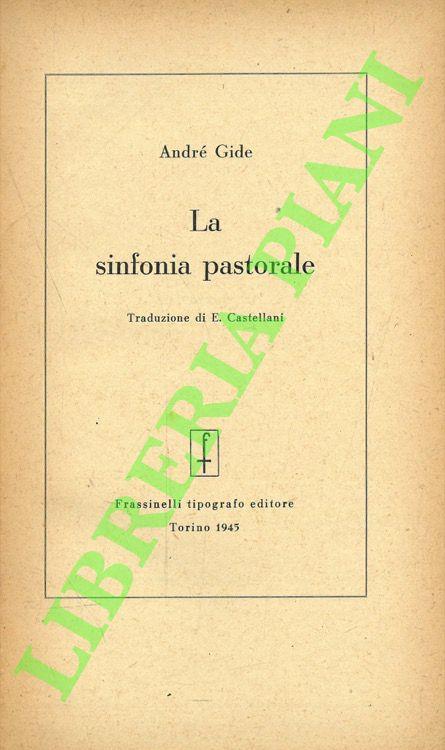 André Gide
La
sinfonia pastorale
Traduzione di E. Castellani
f
Frassinelli tipografo editore
Torino 1945
LIBRERIA PIANI